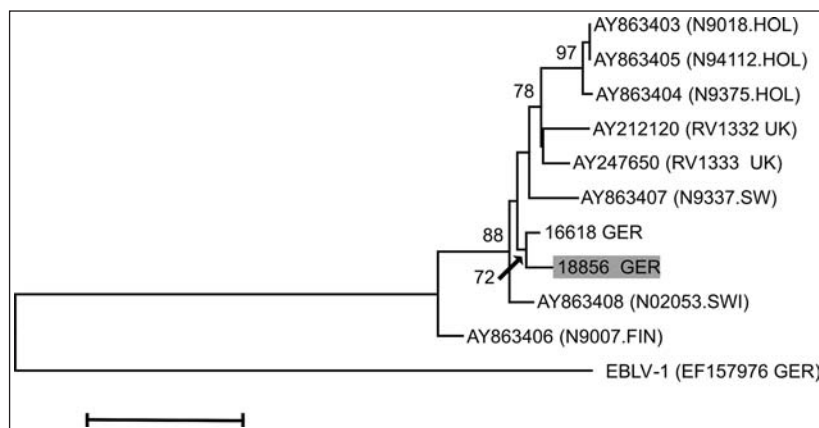 AY863403 (N9018.HOL)
97
AY863405 (N94112.HOL)
78
AY863404 (N9375.HOL)
AY212120 (RV1332 UK)
AY247650 (RV1333 UK)
AY863407 (N9337.SW)
88
16618 GER
72
18856 GER
AY863408 (N02053.SWI)
AY863406 (N9007.FIN)
EBLV-1 (EF157976 GER)